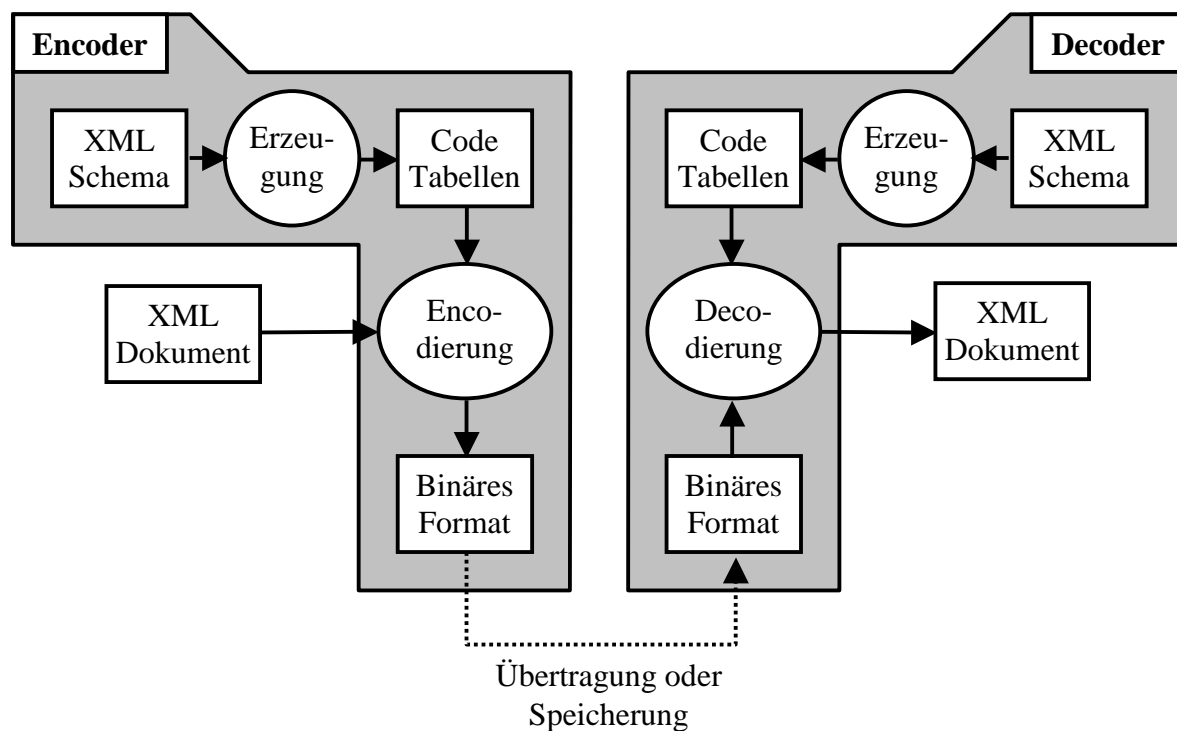 Encoder
XML
Schema
Erzeu-
gung
Code
Tabellen
XML
Dokument
Enco-
dierung
Binäres
Format
Decoder
Code
Tabellen
Erzeu-
gung
XML
Schema
Deco-
dierung
XML
Dokument
Binäres
Format
Übertragung oder
Speicherung